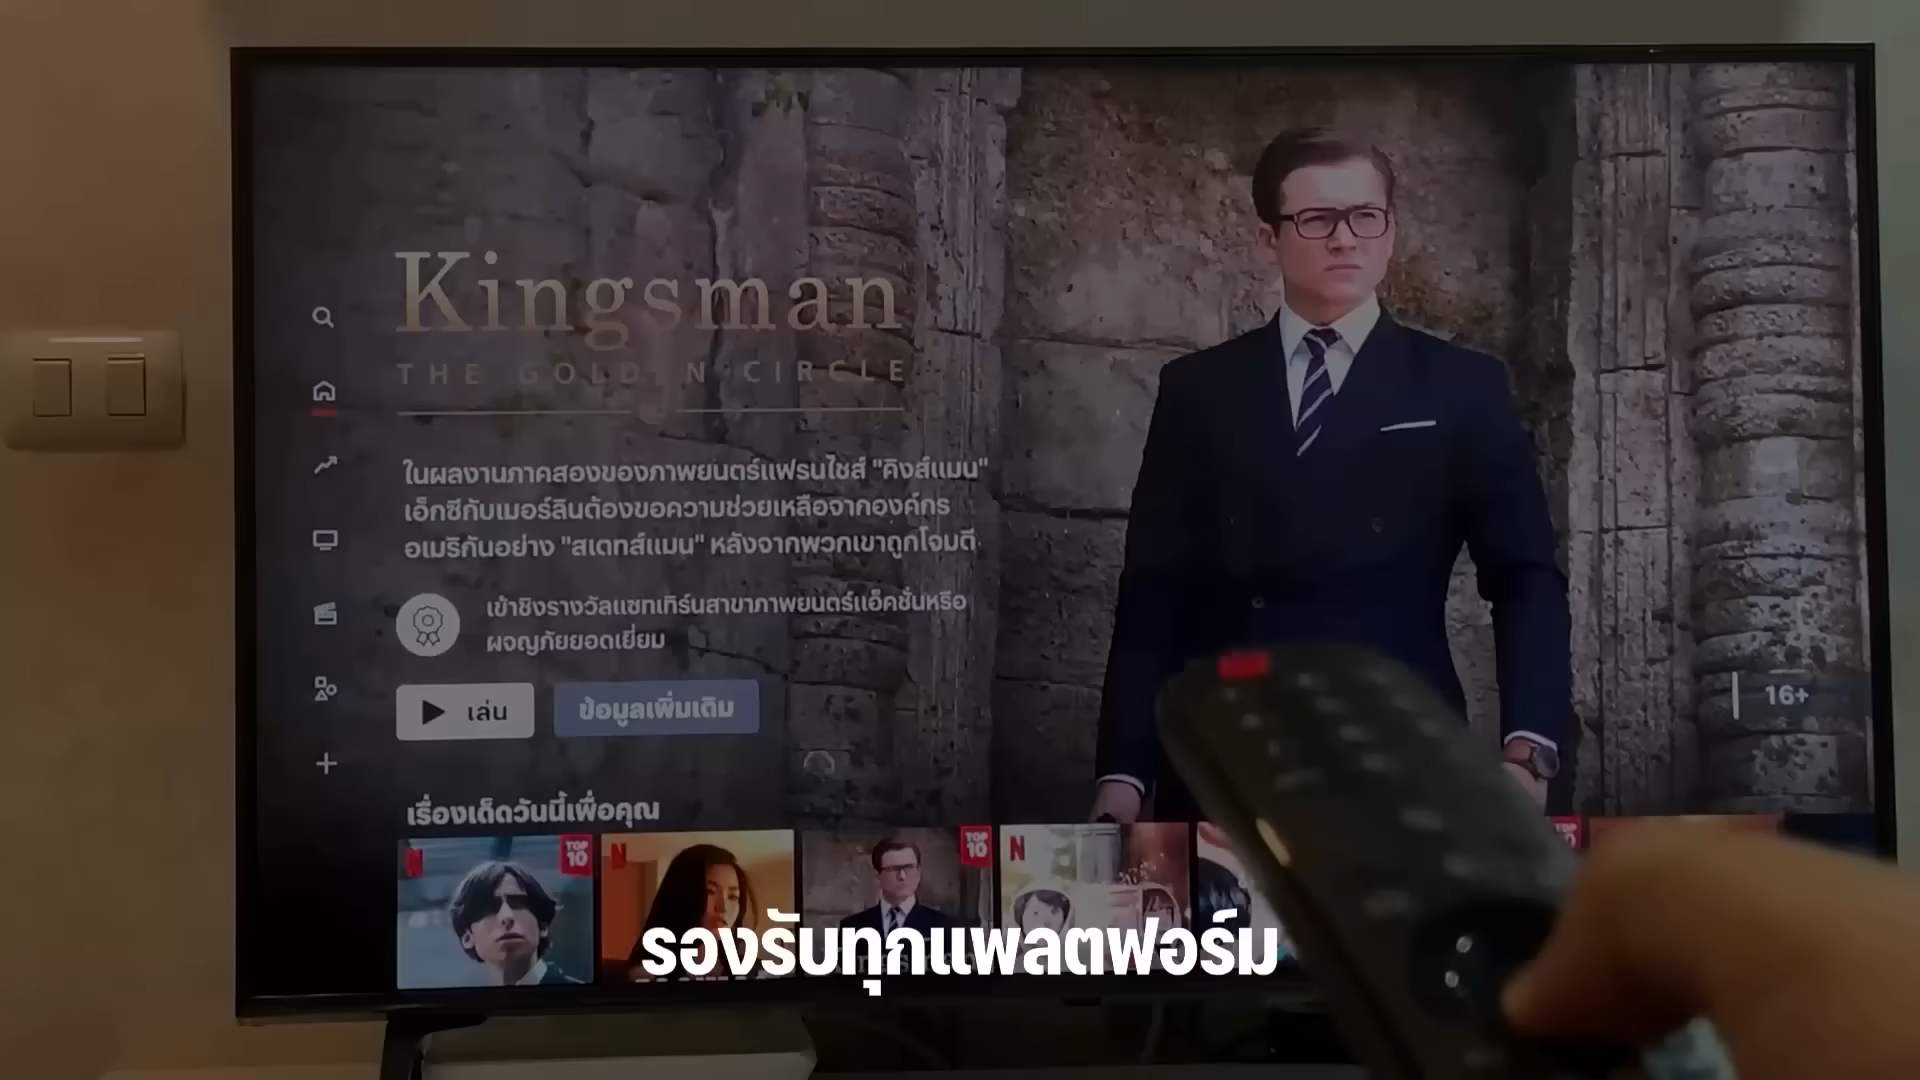 Kingsman
THE GOLDEN CIRCLE
ในผลงานภาคสองของภาพยนตร์แฟรนไชส์ "คิงส์แมน"
เอ็กซีกับเมอร์ลินต้องขอความช่วยเหลือจากองค์กร
อเมริกันอย่าง "สเตทส์แมน" หลังจากพวกเขาถูกโจมตี
เข้าชิงรางวัลแซทเทิร์นสาขาภาพยนตร์แอ็คชั่นหรือ
ผจญภัยยอดเยี่ยม
เล่น
ข้อมูลเพิ่มเติม
16+
เรื่องเด็ดวันนี้เพื่อคุณ
N
TOP
10
N
TOP
10
N
รองรับทุกแพลตฟอร์ม